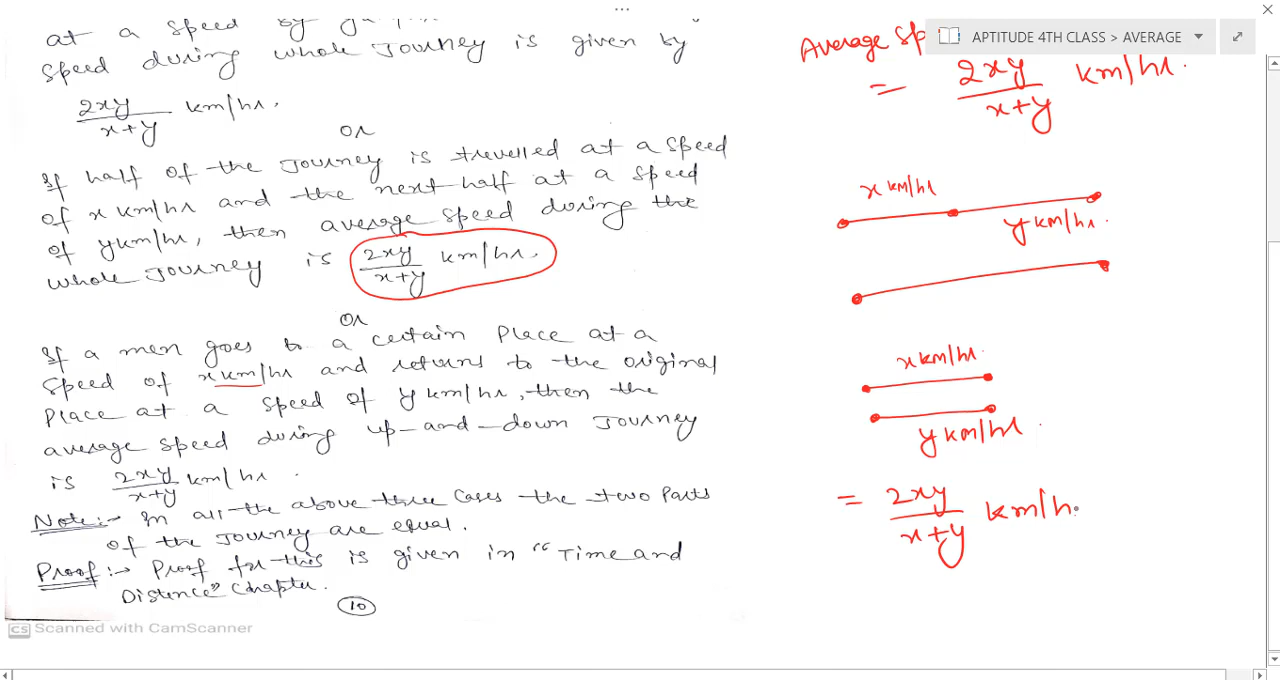 at a speed by
speed during whole Journey is given by
2xy/x+y km/hr.
Or
If half of the Journey is travelled at a speed
of x km/hr and the next half at a speed
of y km/hr, then average speed during the
whole Journey is 2xy/x+y km/hr.
Or
If a men goes to a certain Place at a
speed of x km/hr and returns to the original
Place at a speed of y km/hr, then the
average speed during up-and-down Journey
is 2xy/x+y km/hr.
Note:- In all the above three Cases the two Parts
of the Journey are equal.
Proof:- Proof for this is given in "Time and
Distence" Chapter.
10
CS Scanned with CamScanner
APTITUDE 4TH CLASS > AVERAGE
Average Sp
= 2xy/x+y km/hr.
x km/hr
y km/hr.
x km/hr.
y km/hr.
= 2xy/x+y km/h